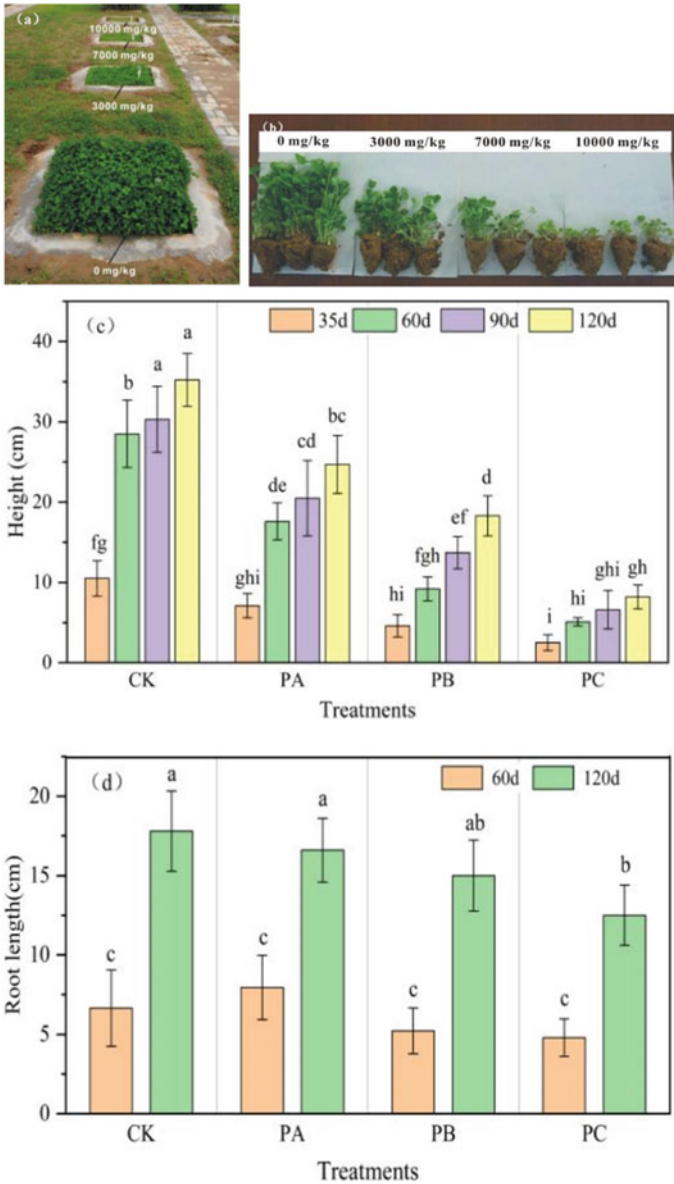 (a)
10000 mg/kg
7000 mg/kg
3000 mg/kg
0 mg/kg
(b)
0 mg/kg 3000 mg/kg 7000 mg/kg 10000 mg/kg
(c)
35d 60d 90d 120d
Height (cm)
40
30
20
10
0
fg b a a
ghi de cd bc
hi fgh ef d
i hi ghi gh
CK PA PB PC
Treatments
(d)
60d 120d
Root length(cm)
20
15
10
5
0
c a c a c ab c b
CK PA PB PC
Treatments